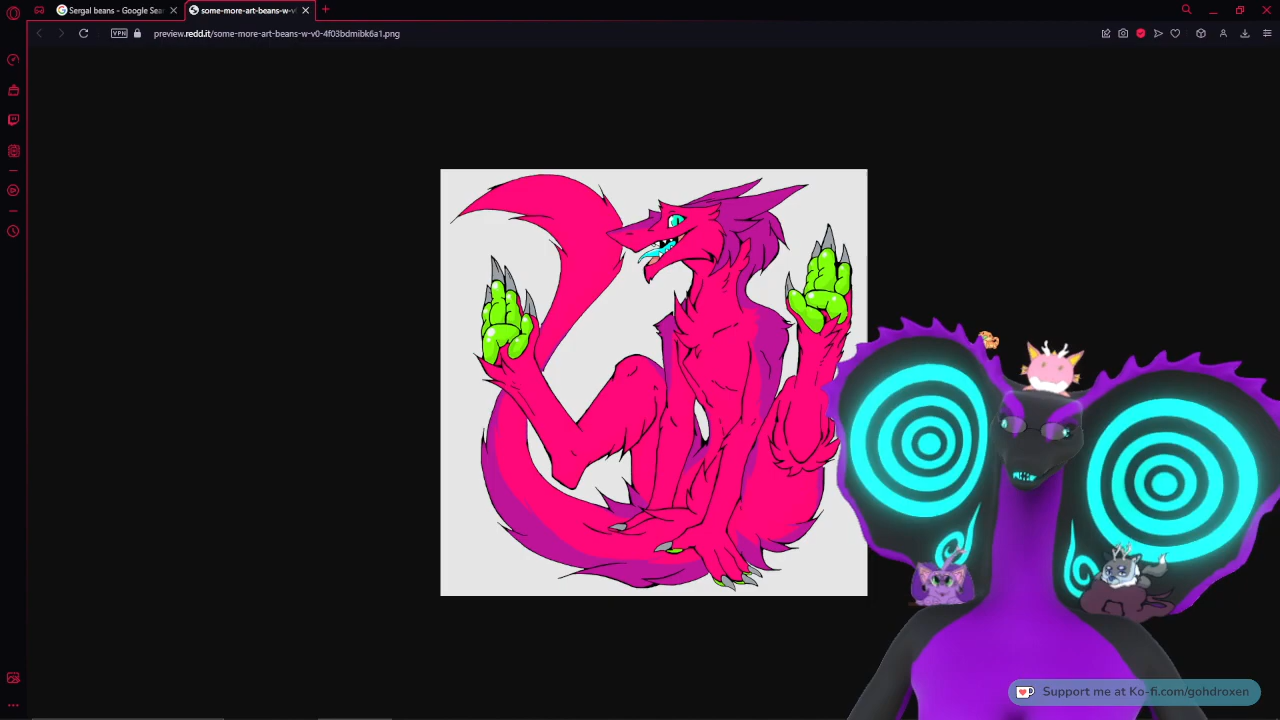 Sergal beans - Google Sea
some-more-art-beans-w-v
VPN
preview.redd.it/some-more-art-beans-w-v0-4f03bdmibk6a1.png
Support me at Ko-fi.com/gohdroxen